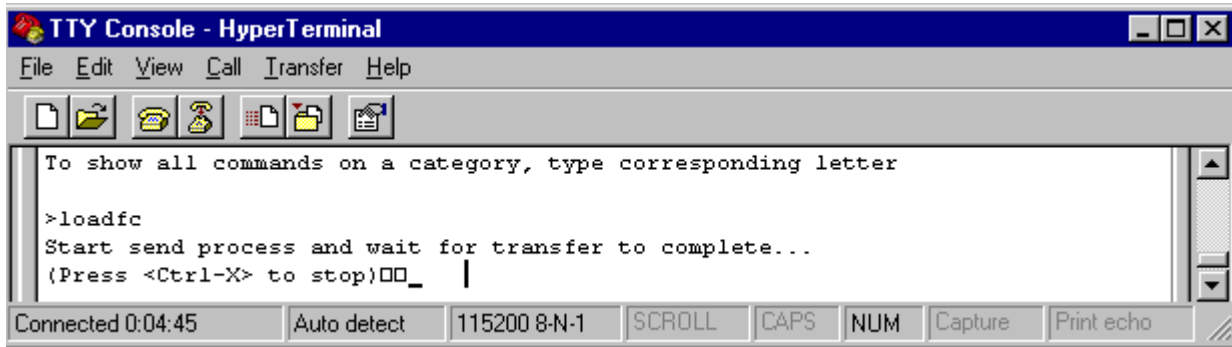 TTY Console - HyperTerminal
File Edit View Call Transfer Help
To show all commands on a category, type corresponding letter
>loadfc
Start send process and wait for transfer to complete...
(Press <Ctrl-X> to stop)□□_
Connected 0:04:45 Auto detect 115200 8-N-1 SCROLL CAPS NUM Capture Print echo